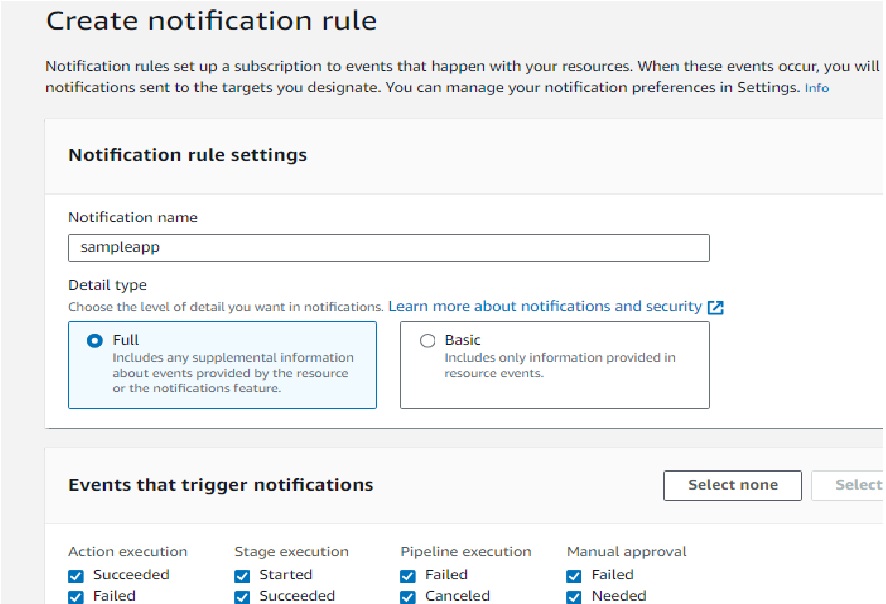 Create notification rule
Notification rules set up a subscription to events that happen with your resources. When these events occur, you will
notifications sent to the targets you designate. You can manage your notification preferences in Settings. Info
Notification rule settings
Notification name
sampleapp
Detail type
Choose the level of detail you want in notifications. Learn more about notifications and security
Full
Includes any supplemental information
about events provided by the resource
or the notifications feature.
Basic
Includes only information provided in
resource events.
Events that trigger notifications
Select none
Select
Action execution
Stage execution
Pipeline execution
Manual approval
Succeeded
Started
Failed
Failed
Failed
Succeeded
Canceled
Needed